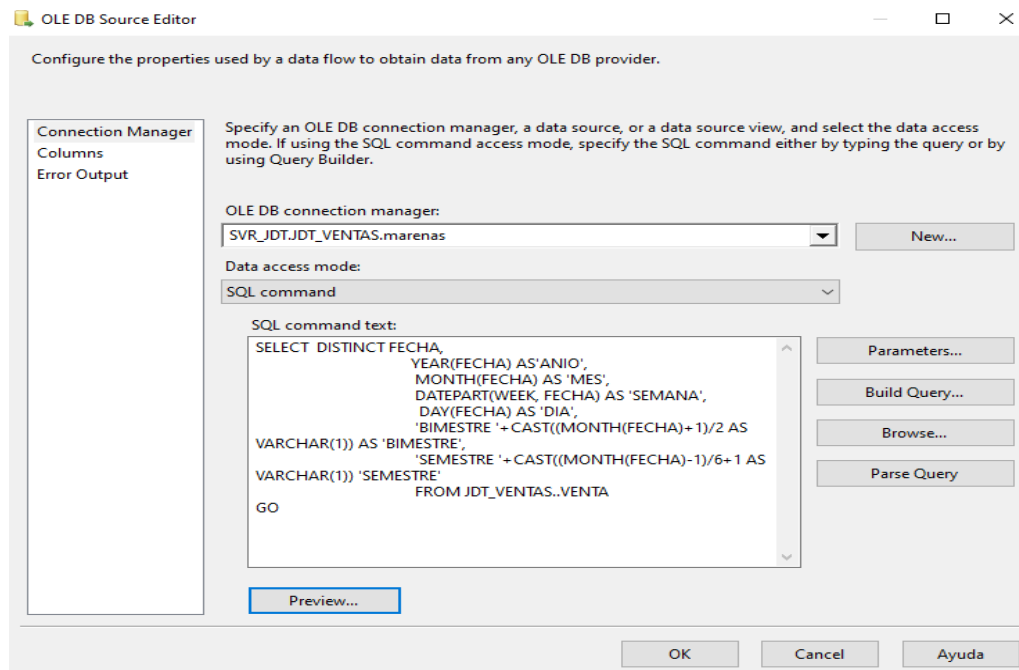 OLE DB Source Editor
Configure the properties used by a data flow to obtain data from any OLE DB provider.
Connection Manager
Columns
Error Output
Specify an OLE DB connection manager, a data source, or a data source view, and select the data access
mode. If using the SQL command access mode, specify the SQL command either by typing the query or by
using Query Builder.
OLE DB connection manager:
SVR_JDT.JDT_VENTAS.marenas
New...
Data access mode:
SQL command
SQL command text:
SELECT  DISTINCT FECHA,
YEAR(FECHA) AS'ANIO',
MONTH(FECHA) AS 'MES',
DATEPART(WEEK, FECHA) AS 'SEMANA',
DAY(FECHA) AS 'DIA',
'BIMESTRE '+CAST((MONTH(FECHA)+1)/2 AS
VARCHAR(1)) AS 'BIMESTRE',
'SEMESTRE '+CAST((MONTH(FECHA)-1)/6+1 AS
VARCHAR(1)) 'SEMESTRE'
FROM JDT_VENTAS..VENTA
GO
Parameters...
Build Query...
Browse...
Parse Query
Preview...
OK
Cancel
Ayuda